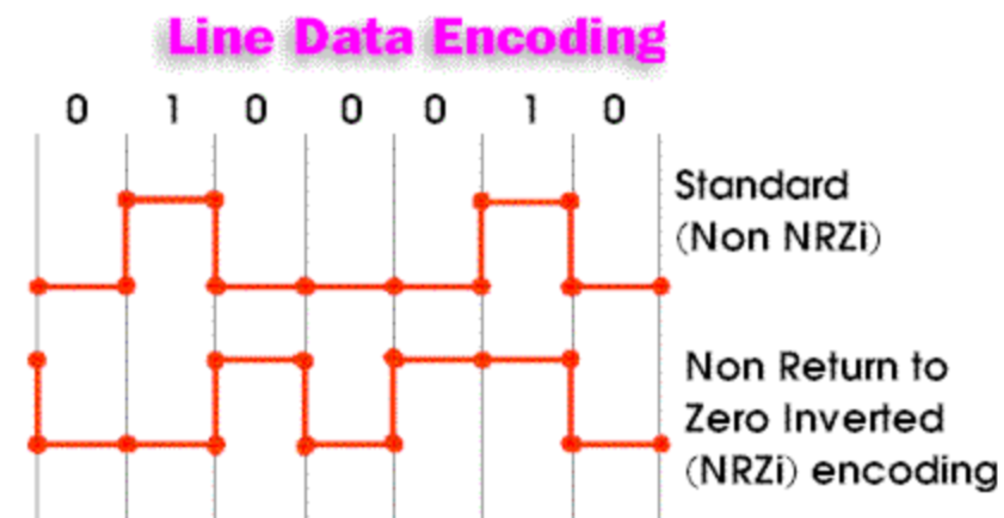 Line Data Encoding
0 1 0 0 0 1 0
Standard
(Non NRZi)
Non Return to
Zero Inverted
(NRZi) encoding